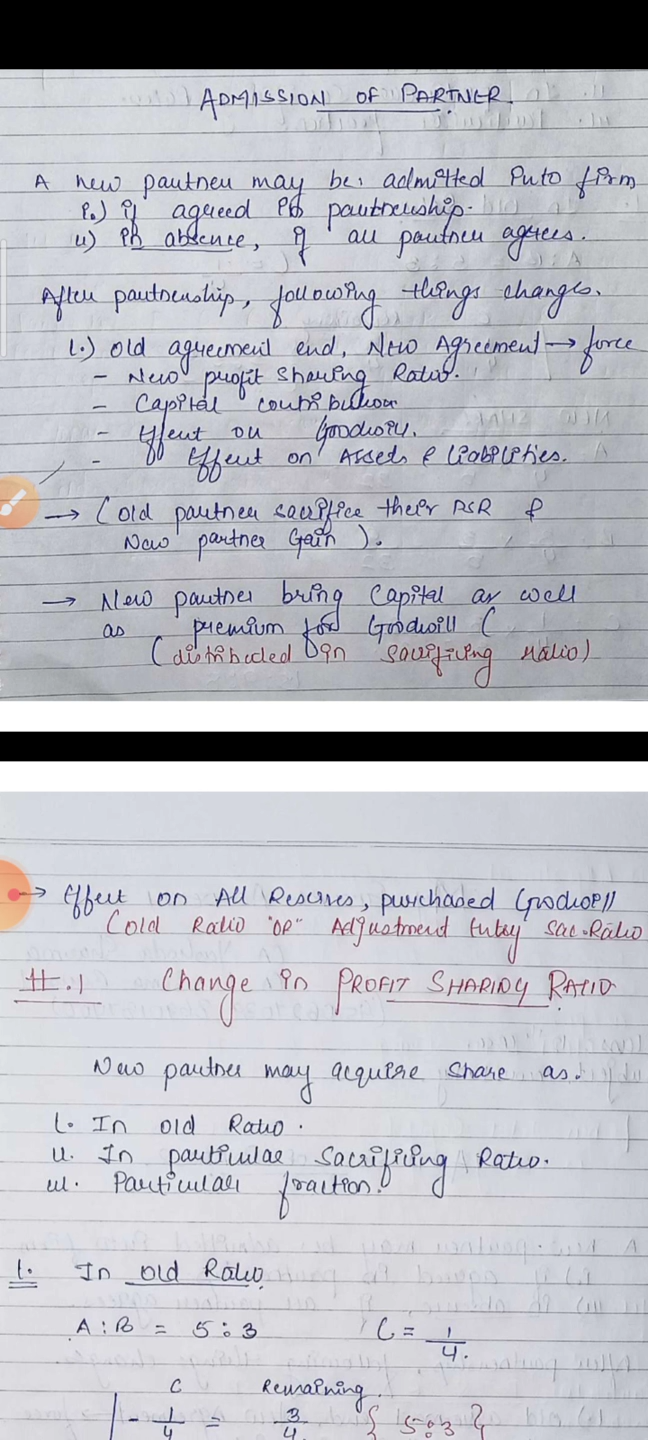 ADMISSION OF PARTNER.
A new partner may be admitted into firm
i.) if agreed in partnership.
ii) in absence, if all partner agrees.
After partnership, following things changes.
1.) Old agreement end, New Agreement → force
- New profit sharing Ratio.
- Capital contribution
- Effect on Goodwill.
- Effect on Assets & Liabilities.
→ (Old partner sacrifice their PSR &
New partner Gain).
→ New partner bring Capital as well
as premium for Goodwill (
(distributed in sacrificing ratio)
→ Effect on All Reserves, purchased Goodwill
(Old Ratio "OR" Adjustment Entry Sac. Ratio
#.1 Change in PROFIT SHARING RATIO
New partner may acquire share as.
i. In old Ratio.
ii. In particular Sacrificing Ratio.
iii. Particular fraction.
1. In old Ratio
A:B = 5:3 C = 1/4.
C Remaining.
1 - 1/4 = 3/4 { 5:3 }